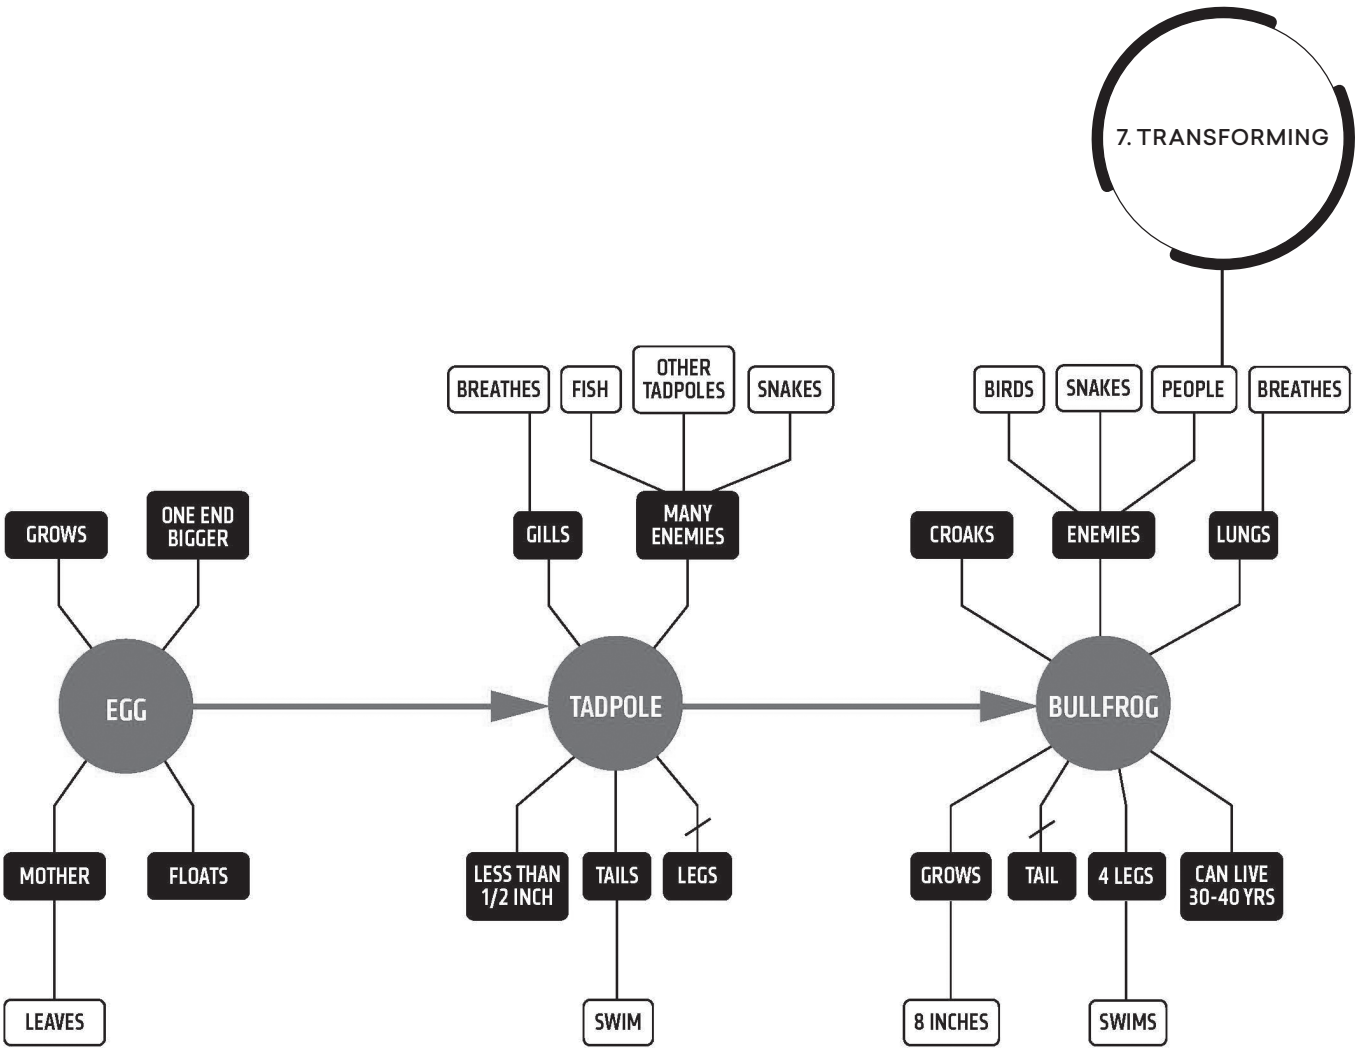 7. TRANSFORMING
BREATHES
FISH
OTHER
TADPOLES
SNAKES
BIRDS
SNAKES
PEOPLE
BREATHES
GROWS
ONE END
BIGGER
GILLS
MANY
ENEMIES
CROAKS
ENEMIES
LUNGS
EGG
TADPOLE
BULLFROG
MOTHER
FLOATS
LESS THAN
1/2 INCH
TAILS
LEGS
GROWS
TAIL
4 LEGS
CAN LIVE
30-40 YRS
LEAVES
SWIM
8 INCHES
SWIMS